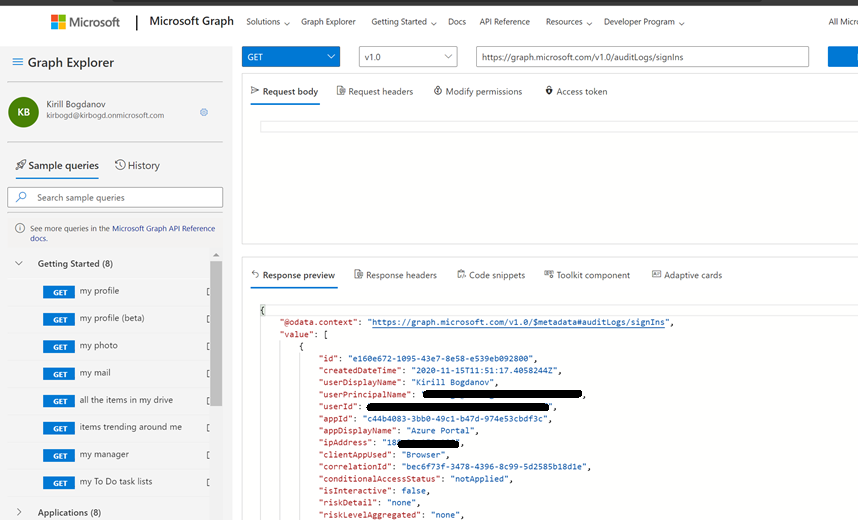 Microsoft | Microsoft Graph Solutions Graph Explorer Getting Started Docs API Reference Resources Developer Program All Micr
Graph Explorer
KB
Kirill Bogdanov
kirbogd@kirbogd.onmicrosoft.com
Sample queries History
Search sample queries
See more queries in the Microsoft Graph API Reference
docs.
Getting Started (8)
GET my profile
GET my profile (beta)
GET my photo
GET my mail
GET all the items in my drive
GET items trending around me
GET my manager
GET my To Do task lists
Applications (8)
GET v1.0 https://graph.microsoft.com/v1.0/auditLogs/signIns
Request body Request headers Modify permissions Access token
Response preview Response headers Code snippets Toolkit component Adaptive cards
{
"@odata.context": "https://graph.microsoft.com/v1.0/$metadata#auditLogs/signIns",
"value": [
{
"id": "e160e672-1095-43e7-8e58-e539eb092800",
"createdDateTime": "2020-11-15T11:51:17.4058244Z",
"userDisplayName": "Kirill Bogdanov",
"userPrincipalName": ,
"userId": ",
"appId": "c44b4083-3bb0-49c1-b47d-974e53cbdf3c",
"appDisplayName": "Azure Portal",
"ipAddress": "18 ,
"clientAppUsed": "Browser",
"correlationId": "bec6f73f-3478-4396-8c99-5d2585b18d1e",
"conditionalAccessStatus": "notApplied",
"isInteractive": false,
"riskDetail": "none",
"riskLevelAggregated": "none",